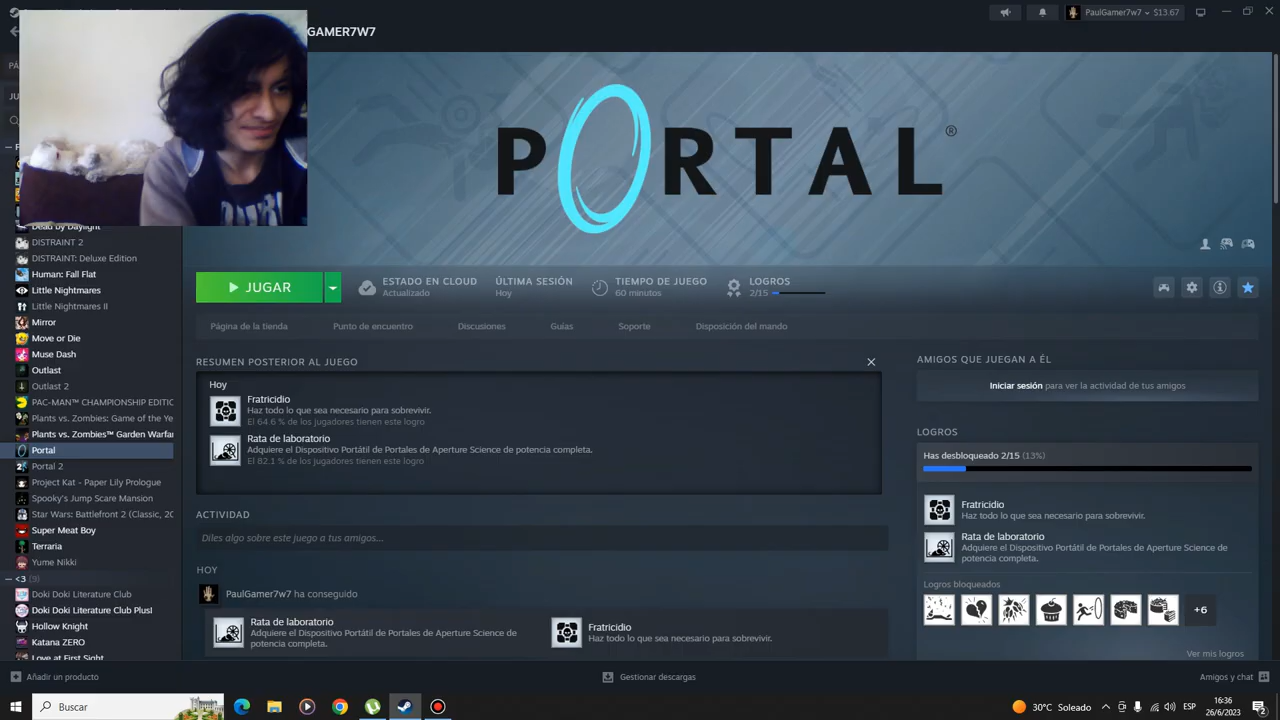 GAMER7W7
PaulGamer7w7
$13.67
PORTAL®
Dead by Daylight
DISTRAINT 2
DISTRAINT: Deluxe Edition
Human: Fall Flat
Little Nightmares
Little Nightmares II
Mirror
Move or Die
Muse Dash
Outlast
Outlast 2
PAC-MAN™ CHAMPIONSHIP EDITIC
Plants vs. Zombies: Game of the Ye
Plants vs. Zombies™ Garden Warfar
Portal
Portal 2
Project Kat - Paper Lily Prologue
Spooky's Jump Scare Mansion
Star Wars: Battlefront 2 (Classic, 20
Super Meat Boy
Terraria
Yume Nikki
<3 (9)
Doki Doki Literature Club
Doki Doki Literature Club Plus!
Hollow Knight
Katana ZERO
Love at First Sight
JUGAR
ESTADO EN CLOUD
Actualizado
ÚLTIMA SESIÓN
Hoy
TIEMPO DE JUEGO
60 minutos
LOGROS
2/15
Página de la tienda
Punto de encuentro
Discusiones
Guías
Soporte
Disposición del mando
RESUMEN POSTERIOR AL JUEGO
Hoy
Fratricidio
Haz todo lo que sea necesario para sobrevivir.
El 64.6 % de los jugadores tienen este logro
Rata de laboratorio
Adquiere el Dispositivo Portátil de Portales de Aperture Science de potencia completa.
El 82.1 % de los jugadores tienen este logro
ACTIVIDAD
Diles algo sobre este juego a tus amigos...
HOY
PaulGamer7w7 ha conseguido
Rata de laboratorio
Adquiere el Dispositivo Portátil de Portales de Aperture Science de
potencia completa.
Fratricidio
Haz todo lo que sea necesario para sobrevivir.
AMIGOS QUE JUEGAN A ÉL
Iniciar sesión para ver la actividad de tus amigos
LOGROS
Has desbloqueado 2/15 (13%)
Fratricidio
Haz todo lo que sea necesario para sobrevivir.
Rata de laboratorio
Adquiere el Dispositivo Portátil de Portales de Aperture Science de
potencia completa.
Logros bloqueados
+6
Ver mis logros
Añadir un producto
Gestionar descargas
Amigos y chat
Buscar
30°C Soleado
ESP
16:36
26/6/2023
2